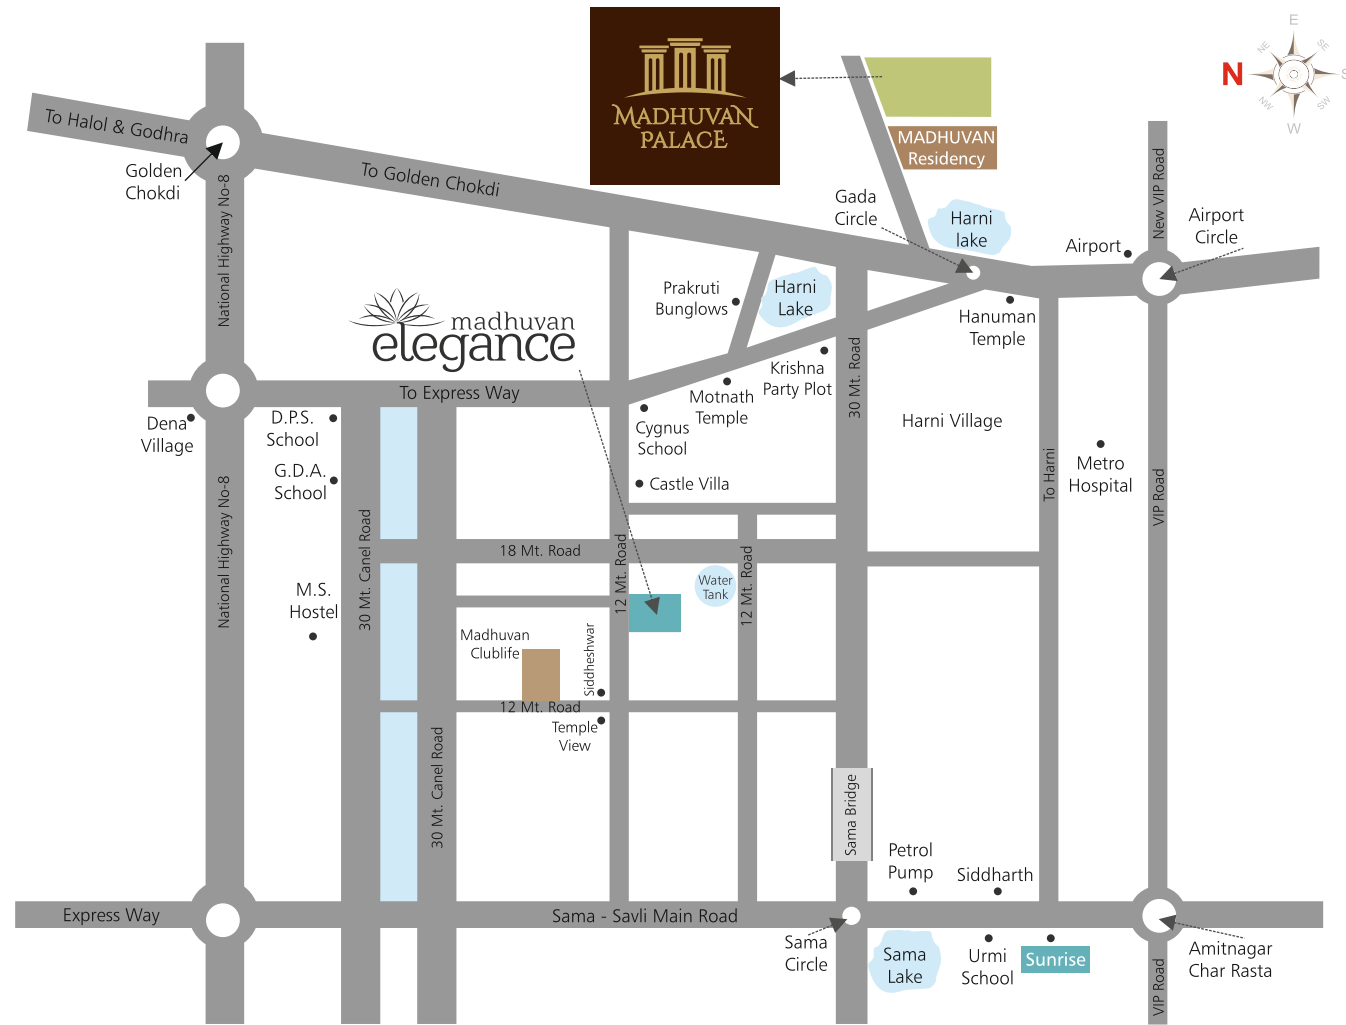 E
NE
SE
N
S
NW
SW
W
MADHUVAN
PALACE
MADHUVAN
Residency
To Halol & Godhra
Golden
Chokdi
To Golden Chokdi
National Highway No-8
Gada
Circle
Harni
lake
New VIP Road
Airport
Airport
Circle
Prakruti
Bunglows
Harni
Lake
Hanuman
Temple
madhuvan
elegance
30 Mt. Road
Krishna
Party Plot
To Express Way
Motnath
Temple
Dena
Village
D.P.S.
School
Cygnus
School
Harni Village
G.D.A.
School
Castle Villa
To Harni
Metro
Hospital
National Highway No-8
VIP Road
30 Mt. Canel Road
18 Mt. Road
12 Mt. Road
12 Mt. Road
Water
Tank
M.S.
Hostel
Madhuvan
Clublife
Siddheshwar
12 Mt. Road
Temple
View
30 Mt. Canel Road
Sama Bridge
Petrol
Pump
Siddharth
Express Way
Sama - Savli Main Road
Sama
Circle
Sama
Lake
Urmi
School
Sunrise
Amitnagar
Char Rasta
VIP Road